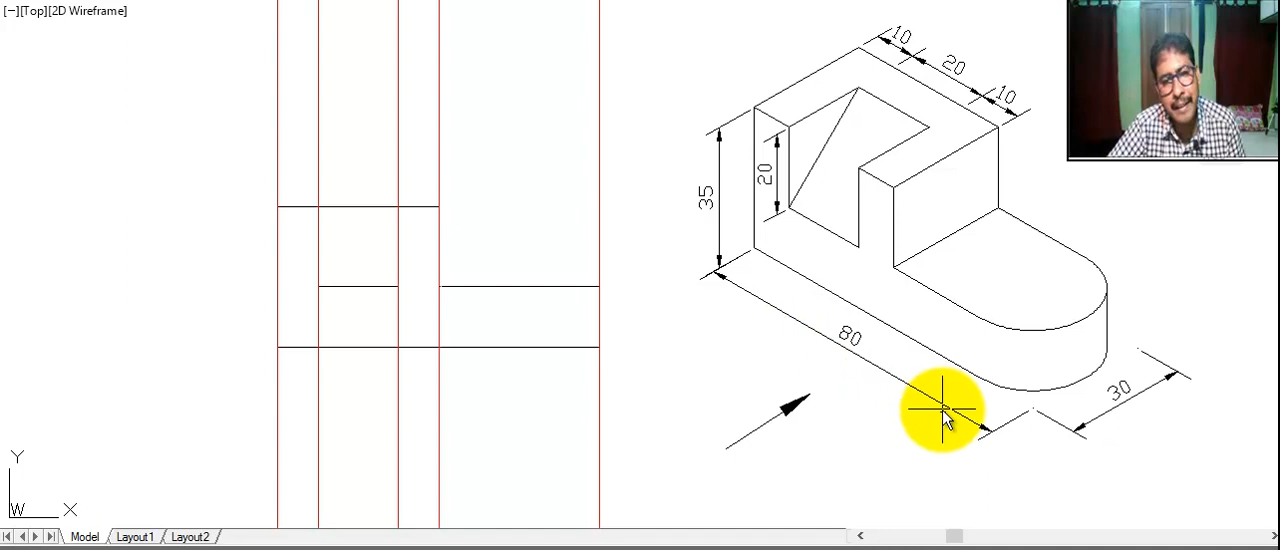 [−][Top][2D Wireframe]
10
20
10
35
20
80
30
Y
W X
Model Layout1 Layout2